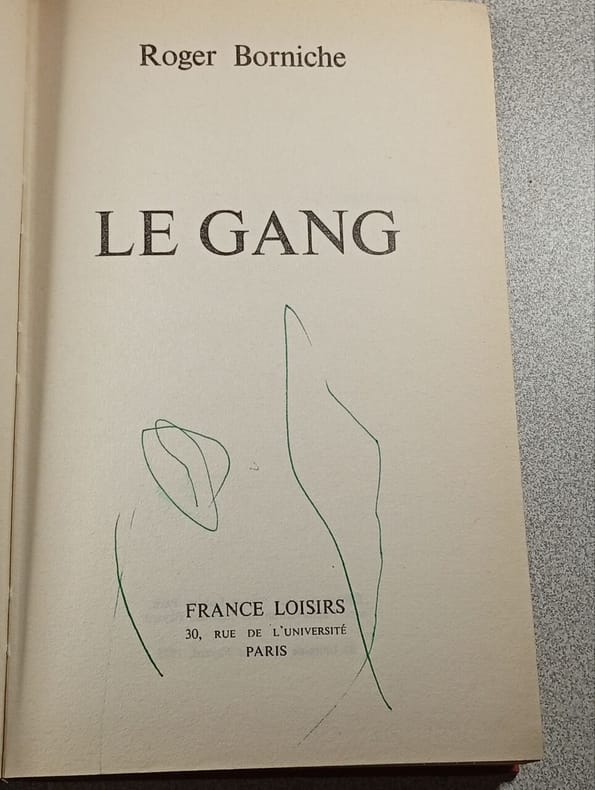 Roger Borniche
LE GANG
FRANCE LOISIRS
30, RUE DE L'UNIVERSITÉ
PARIS